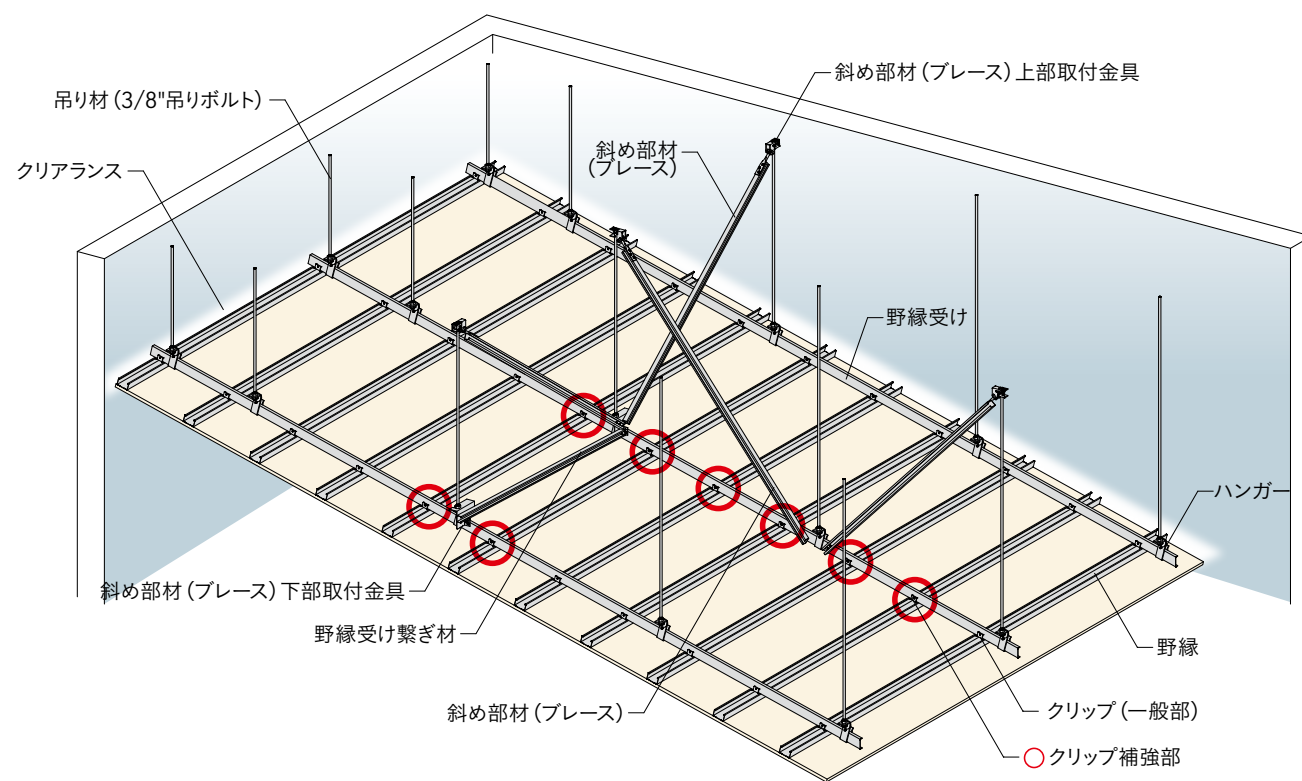 斜め部材(ブレース)上部取付金具
吊り材(3/8"吊りボルト)
斜め部材
(ブレース)
クリアランス
野縁受け
ハンガー
斜め部材(ブレース)下部取付金具
野縁受け繋ぎ材
野縁
斜め部材(ブレース)
クリップ(一般部)
クリップ補強部